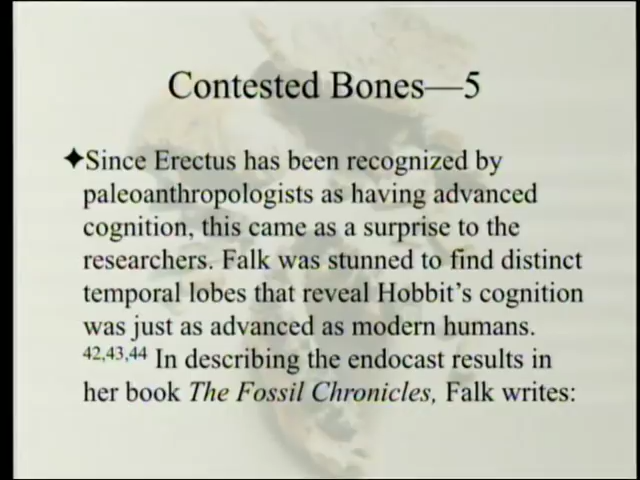 Contested Bones—5
✦Since Erectus has been recognized by
paleoanthropologists as having advanced
cognition, this came as a surprise to the
researchers. Falk was stunned to find distinct
temporal lobes that reveal Hobbit's cognition
was just as advanced as modern humans.
42,43,44 In describing the endocast results in
her book The Fossil Chronicles, Falk writes: